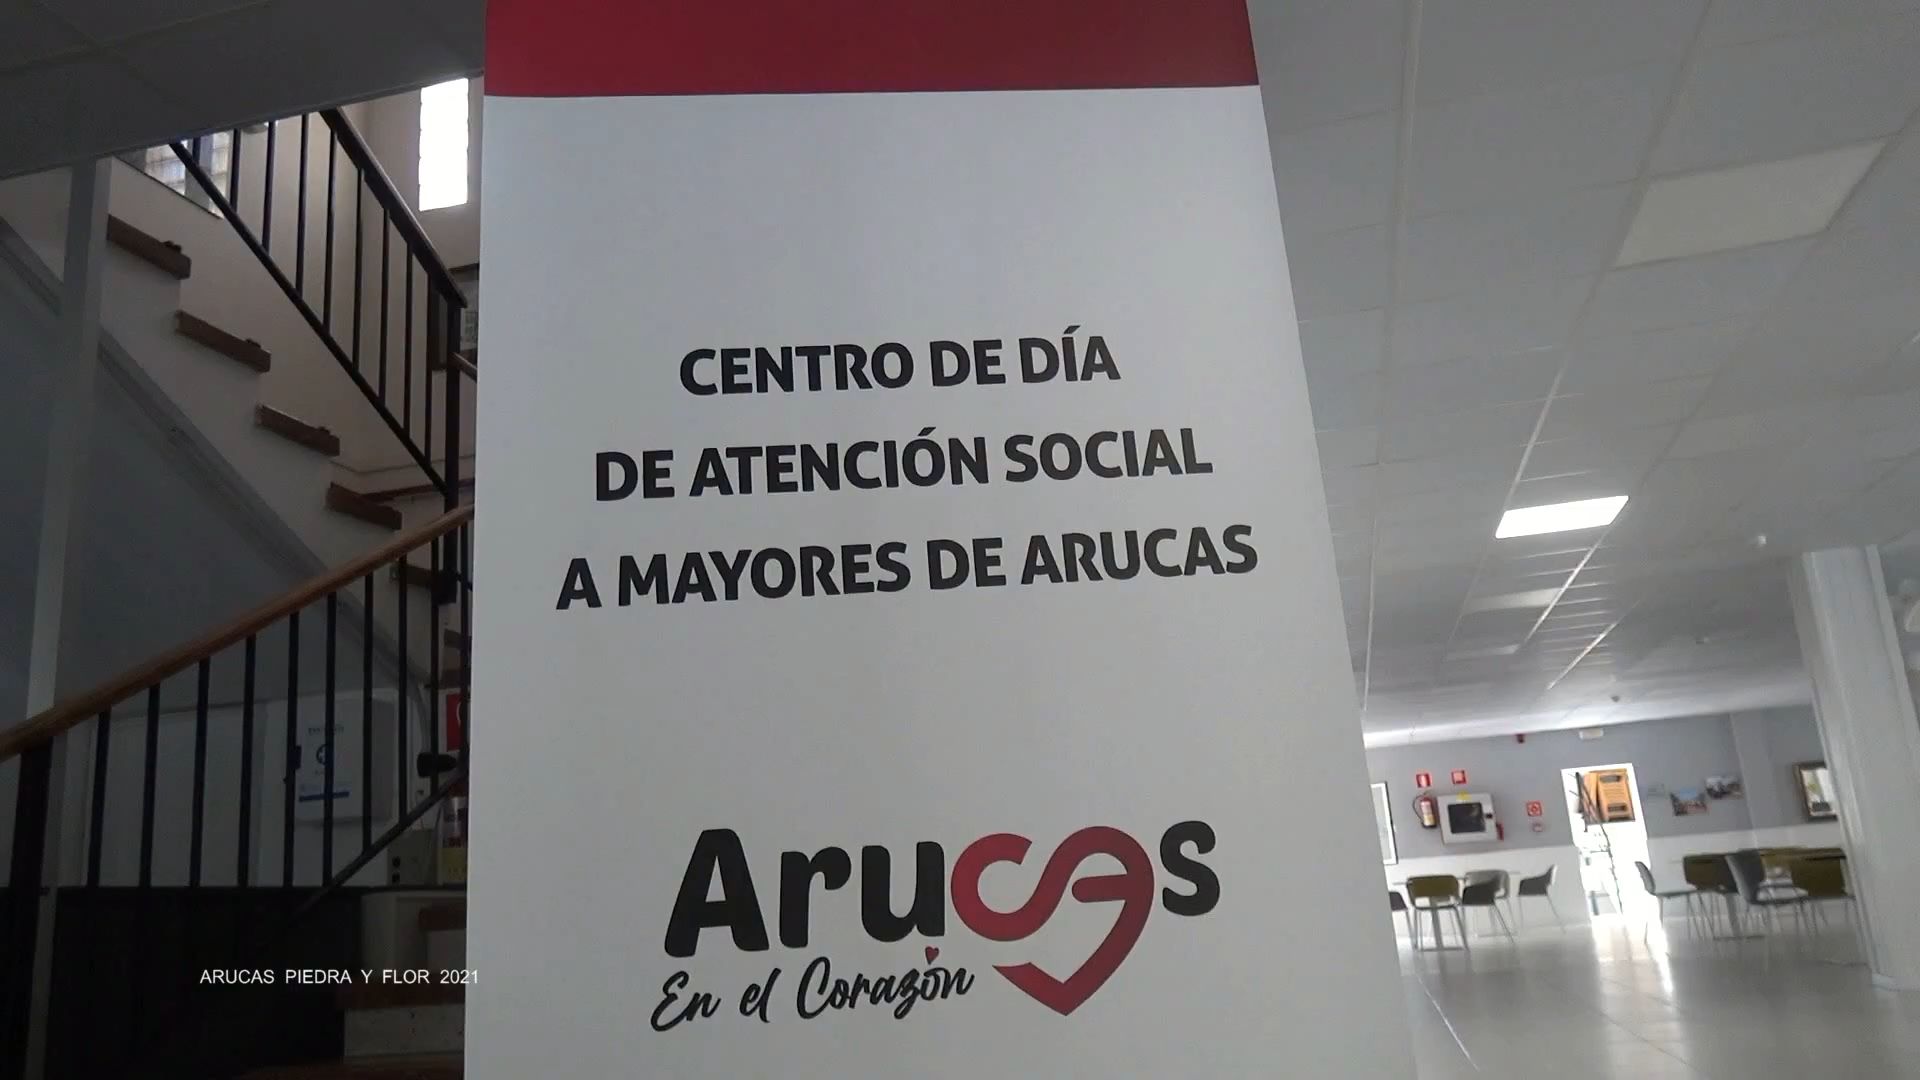 CENTRO DE DÍA
DE ATENCIÓN SOCIAL
A MAYORES DE ARUCAS
Arucas
En el Corazón
ARUCAS PIEDRA Y FLOR 2021